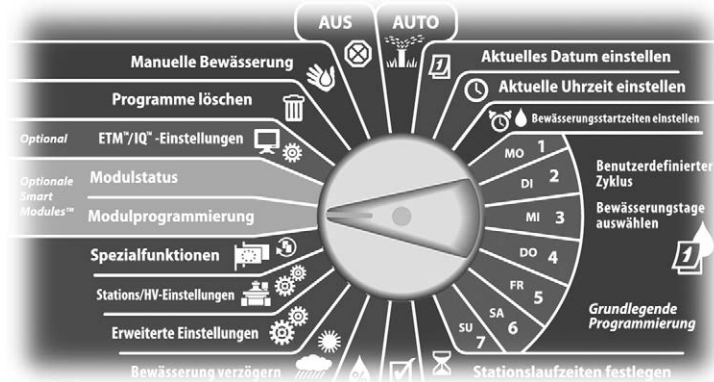 AUS
AUTO
Manuelle Bewässerung
Programme löschen
Optional
ETM™/IQ™ -Einstellungen
Optionale
Smart
Modules™
Modulstatus
Modulprogrammierung
Spezialfunktionen
Stations/HV-Einstellungen
Erweiterte Einstellungen
Bewässerung verzögern
%
Aktuelles Datum einstellen
1
Aktuelle Uhrzeit einstellen
Bewässerungsstartzeiten einstellen
MO 1
DI 2
MI 3
DO 4
FR 5
SA 6
SU 7
Benutzerdefinierter
Zyklus
Bewässerungstage
auswählen
1
Grundlegende
Programmierung
Stationslaufzeiten festlegen